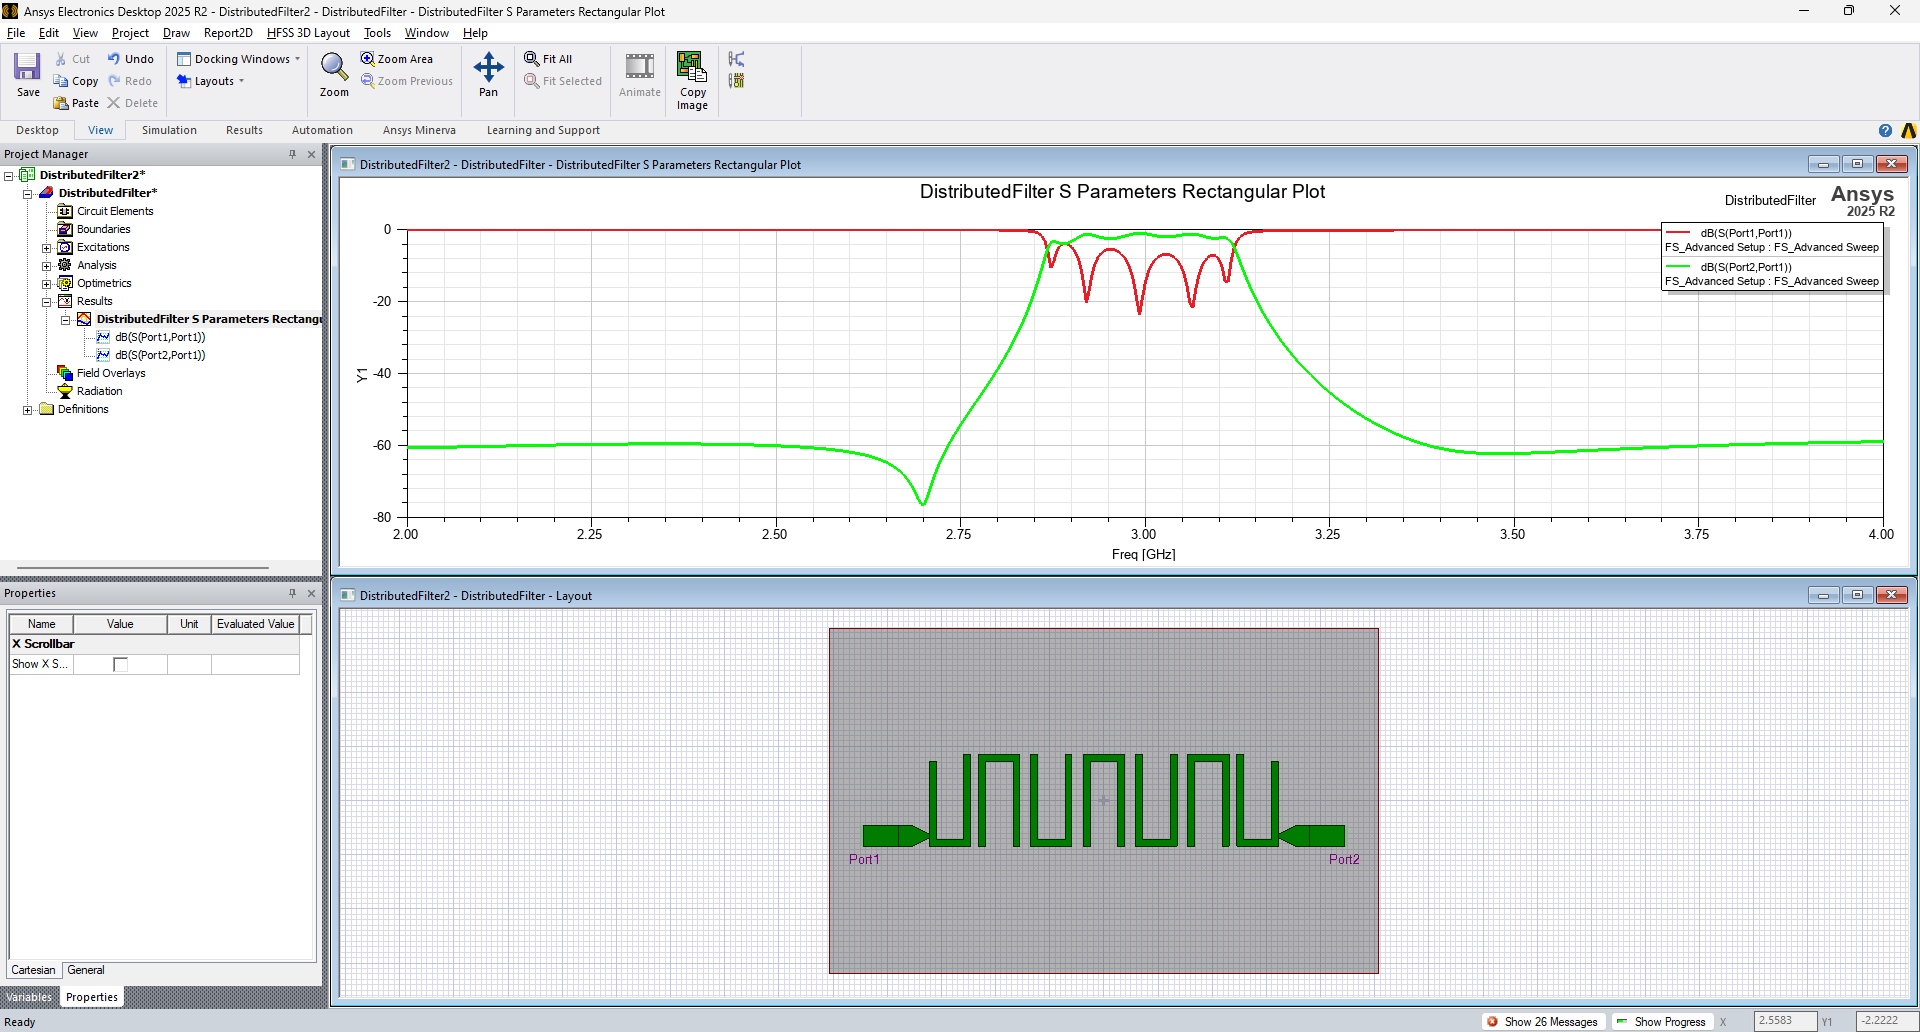 Ansys Electronics Desktop 2025 R2 - DistributedFilter2 - DistributedFilter - DistributedFilter S Parameters Rectangular Plot
File Edit View Project Draw Report2D HFSS 3D Layout Tools Window Help
Save
Cut
Copy
Paste
Undo
Redo
Delete
Docking Windows
Layouts
Zoom
Zoom Area
Zoom Previous
Pan
Fit All
Fit Selected
Animate
Copy
Image
Desktop View Simulation Results Automation Ansys Minerva Learning and Support
Project Manager
DistributedFilter2*
DistributedFilter*
Circuit Elements
Boundaries
Excitations
Analysis
Optimetrics
Results
DistributedFilter S Parameters Rectangu
dB(S(Port1,Port1))
dB(S(Port2,Port1))
Field Overlays
Radiation
Definitions
Properties
Name Value Unit Evaluated Value
X Scrollbar
Show X S...
Cartesian General
Variables Properties
DistributedFilter2 - DistributedFilter - DistributedFilter S Parameters Rectangular Plot
DistributedFilter S Parameters Rectangular Plot
DistributedFilter
Ansys
2025 R2
dB(S(Port1,Port1))
FS_Advanced Setup : FS_Advanced Sweep
dB(S(Port2,Port1))
FS_Advanced Setup : FS_Advanced Sweep
0
-20
-40
-60
-80
Y1
2.00 2.25 2.50 2.75 3.00 3.25 3.50 3.75 4.00
Freq [GHz]
DistributedFilter2 - DistributedFilter - Layout
Port1
Port2
Ready
Show 26 Messages
Show Progress
X 2.5583 Y1 -2.2222